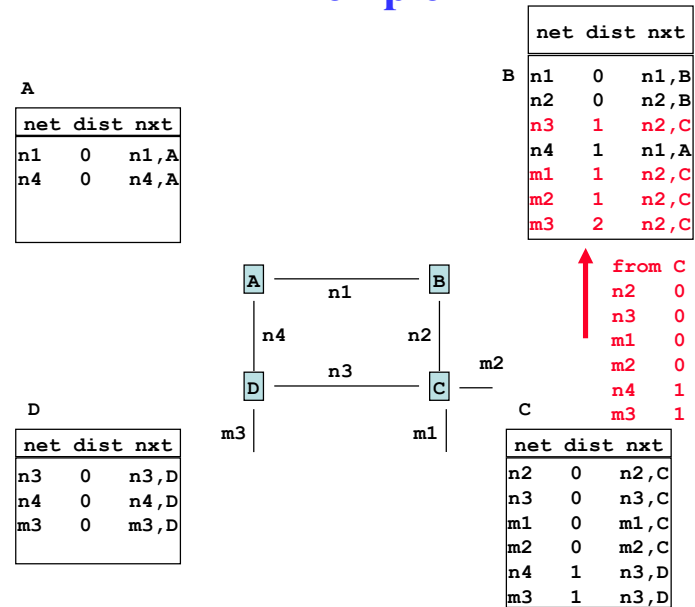 net dist nxt
B
n1 0 n1,B
n2 0 n2,B
n3 1 n2,C
n4 1 n1,A
m1 1 n2,C
m2 1 n2,C
m3 2 n2,C
A
net dist nxt
n1 0 n1,A
n4 0 n4,A
from C
n2 0
n3 0
m1 0
m2 0
n4 1
m3 1
A
n1
B
n4
n2
n3
m2
D
C
m3
m1
D
net dist nxt
n3 0 n3,D
n4 0 n4,D
m3 0 m3,D
C
net dist nxt
n2 0 n2,C
n3 0 n3,C
m1 0 m1,C
m2 0 m2,C
n4 1 n3,D
m3 1 n3,D